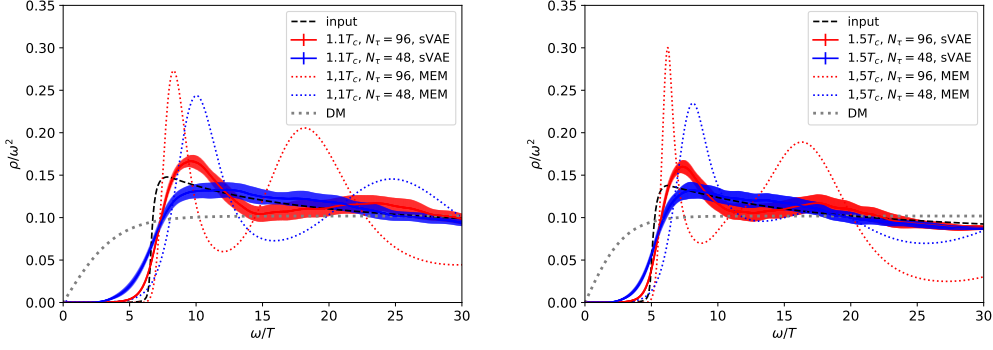 0.35
0.30
0.25
0.20
0.15
0.10
0.05
0.00
ρ/ω²
0 5 10 15 20 25 30
ω/T
input
1.1T_c, N_τ = 96, sVAE
1.1T_c, N_τ = 48, sVAE
1,1T_c, N_τ = 96, MEM
1,1T_c, N_τ = 48, MEM
DM
0.35
0.30
0.25
0.20
0.15
0.10
0.05
0.00
ρ/ω²
0 5 10 15 20 25 30
ω/T
input
1.5T_c, N_τ = 96, sVAE
1.5T_c, N_τ = 48, sVAE
1,5T_c, N_τ = 96, MEM
1,5T_c, N_τ = 48, MEM
DM